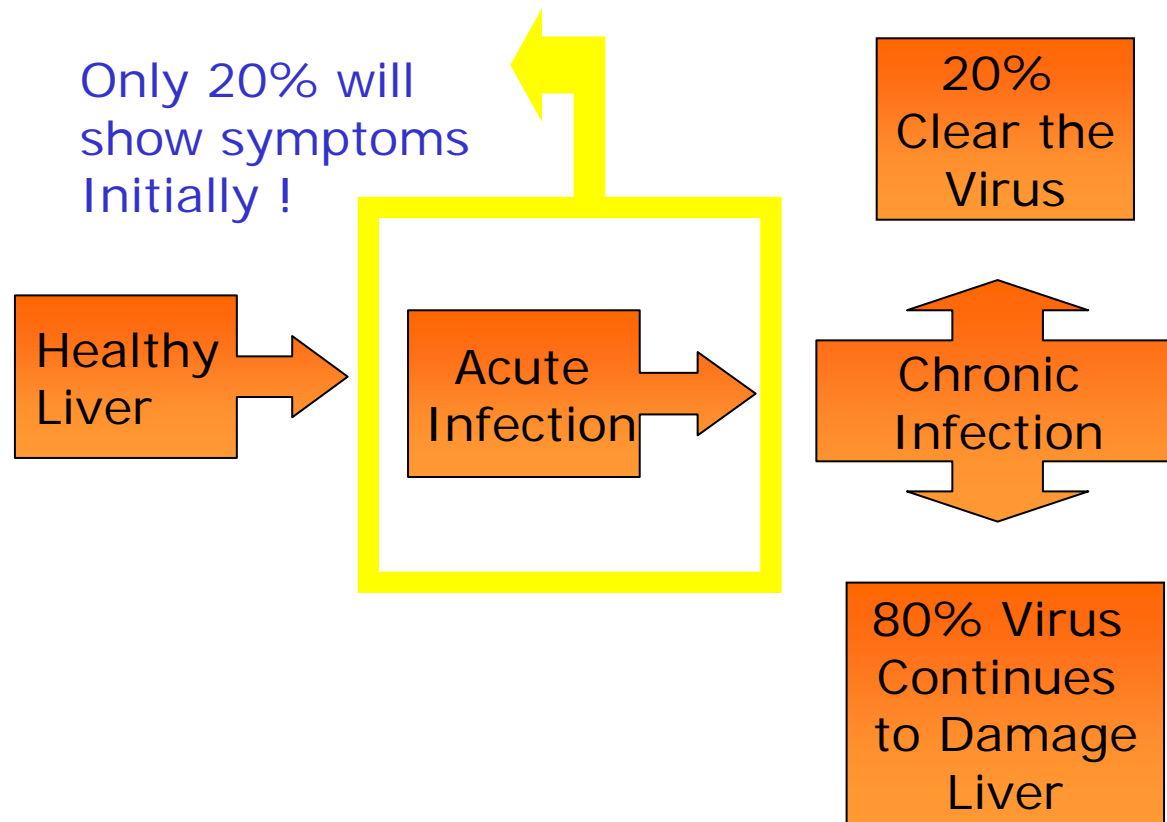 Only 20% will
show symptoms
Initially !
20%
Clear the
Virus
Healthy
Liver
Acute
Infection
Chronic
Infection
80% Virus
Continues
to Damage
Liver